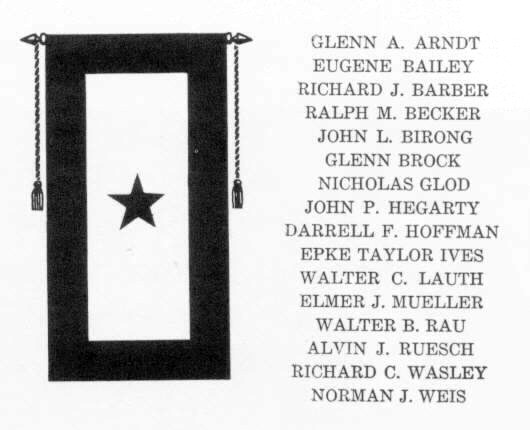 GLENN A. ARNDT
EUGENE BAILEY
RICHARD J. BARBER
RALPH M. BECKER
JOHN L. BIRONG
GLENN BROCK
NICHOLAS GLOD
JOHN P. HEGARTY
DARRELL F. HOFFMAN
EPKE TAYLOR IVES
WALTER C. LAUTH
ELMER J. MUELLER
WALTER B. RAU
ALVIN J. RUESCH
RICHARD C. WASLEY
NORMAN J. WEIS